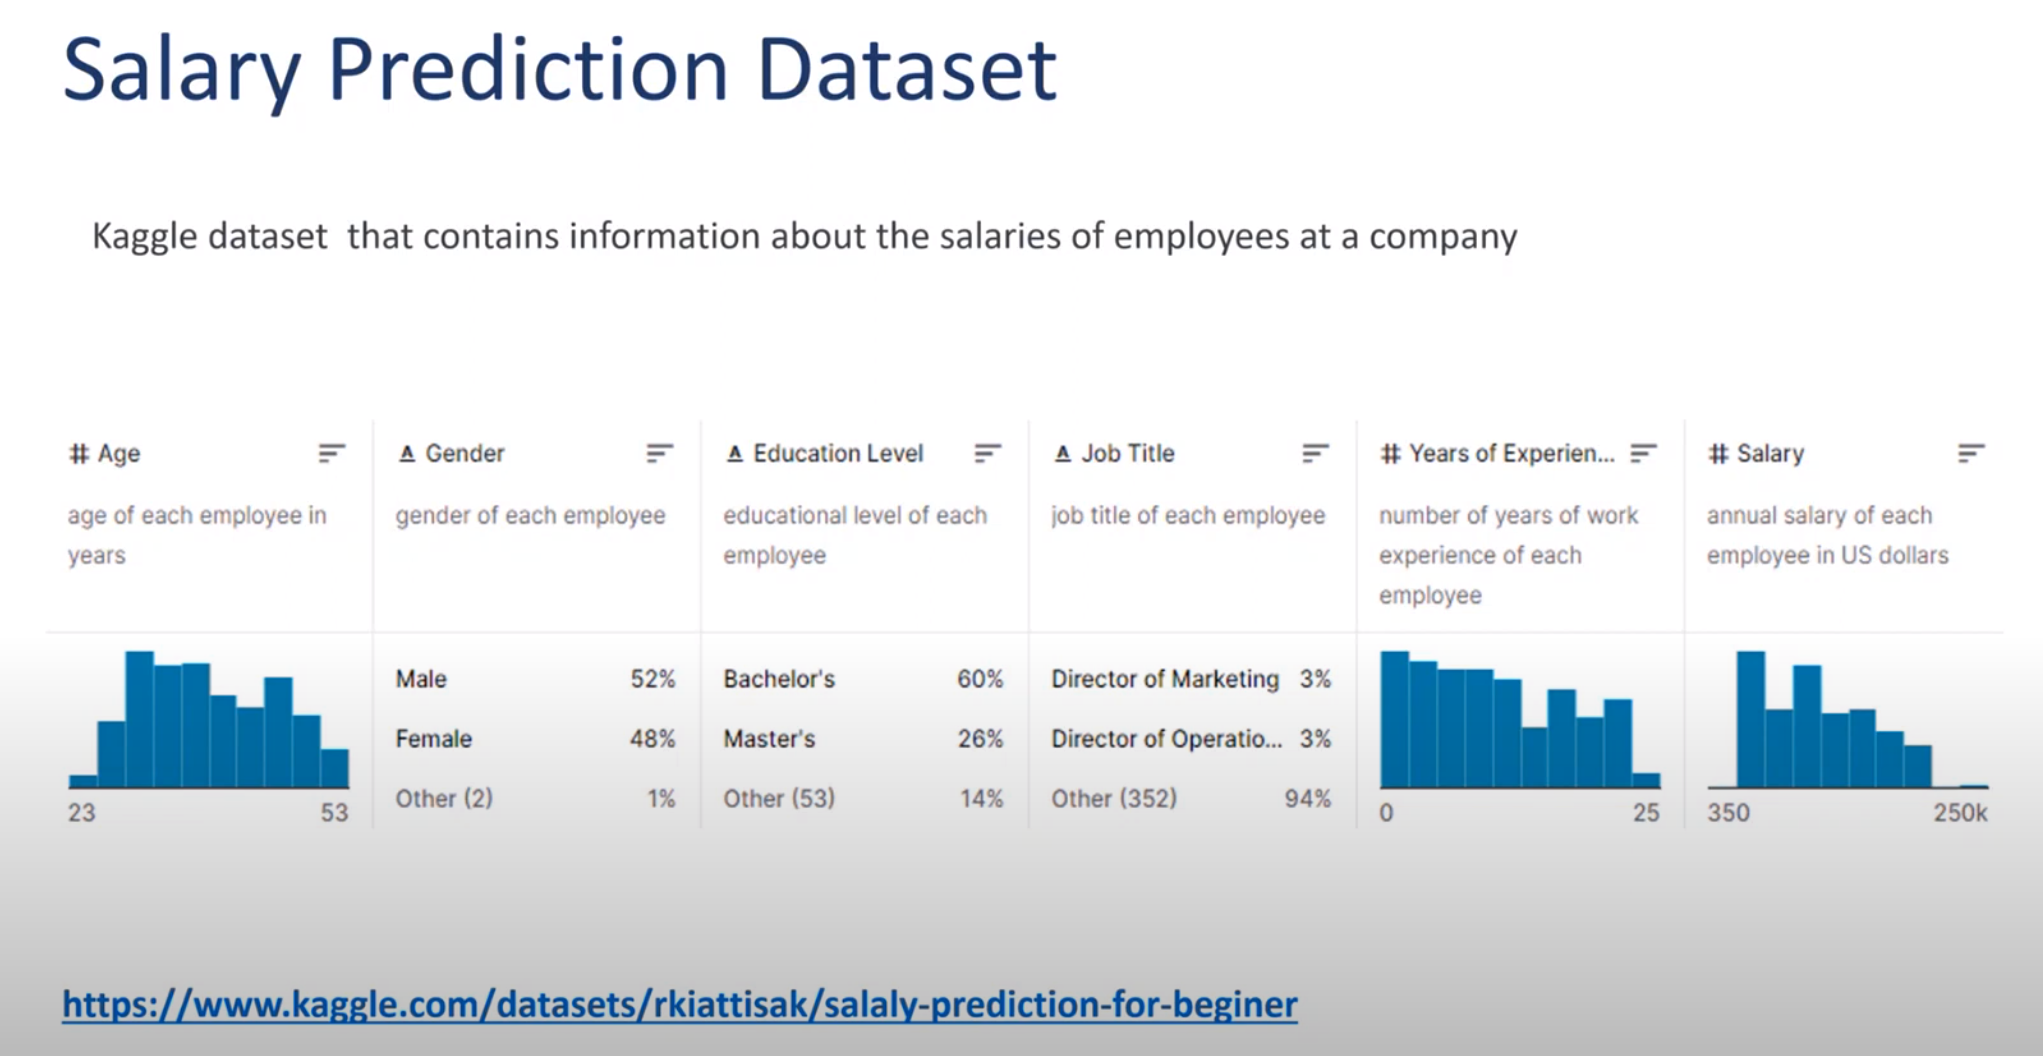 Salary Prediction Dataset
Kaggle dataset that contains information about the salaries of employees at a company
# Age
age of each employee in
years
23 53
A Gender
gender of each employee
Male 52%
Female 48%
Other (2) 1%
A Education Level
educational level of each
employee
Bachelor's 60%
Master's 26%
Other (53) 14%
A Job Title
job title of each employee
Director of Marketing 3%
Director of Operatio... 3%
Other (352) 94%
# Years of Experien...
number of years of work
experience of each
employee
0 25
# Salary
annual salary of each
employee in US dollars
350 250k
https://www.kaggle.com/datasets/rkiattisak/salaly-prediction-for-beginer